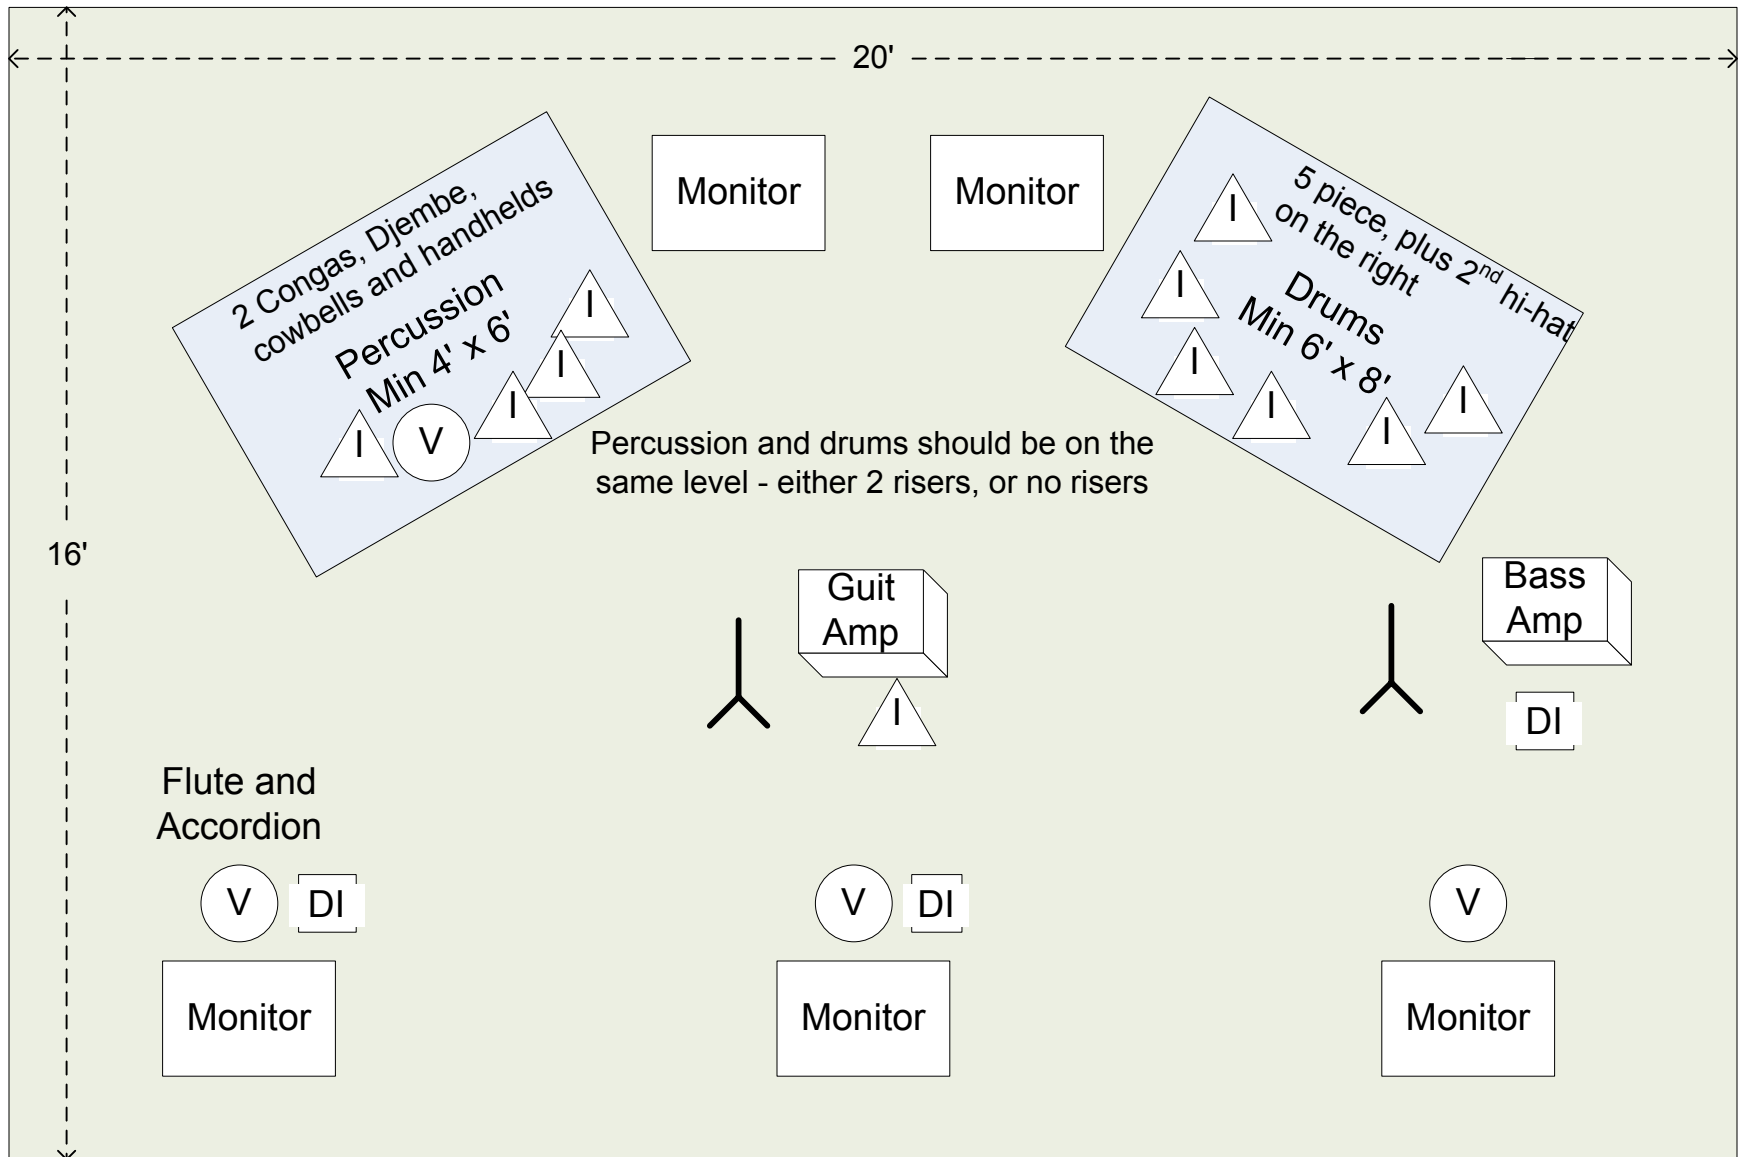 20'
Monitor
Monitor
2 Congas, Djembe,
cowbells and handhelds
Percussion
Min 4' x 6'
I
I
I
I
V
5 piece, plus 2nd hi-hat
on the right
Drums
Min 6' x 8'
I
I
I
I
I
I
Percussion and drums should be on the
same level - either 2 risers, or no risers
16'
Guit
Amp
I
Bass
Amp
DI
Flute and
Accordion
V
DI
V
DI
V
Monitor
Monitor
Monitor